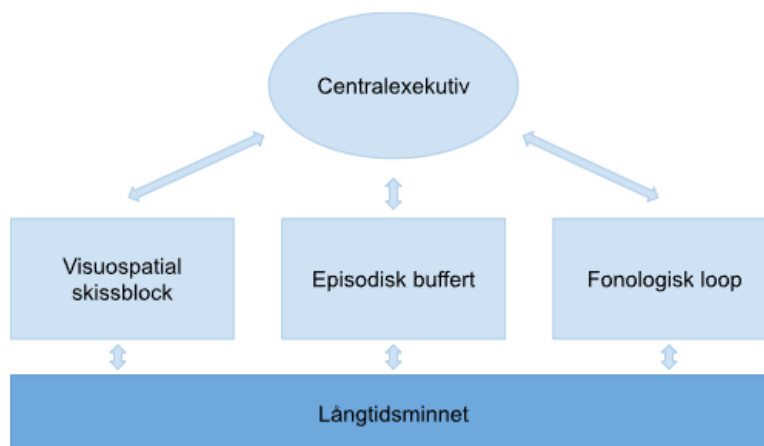 Centralexekutiv
Visuospatial
skissblock
Episodisk buffert
Fonologisk loop
Långtidsminnet